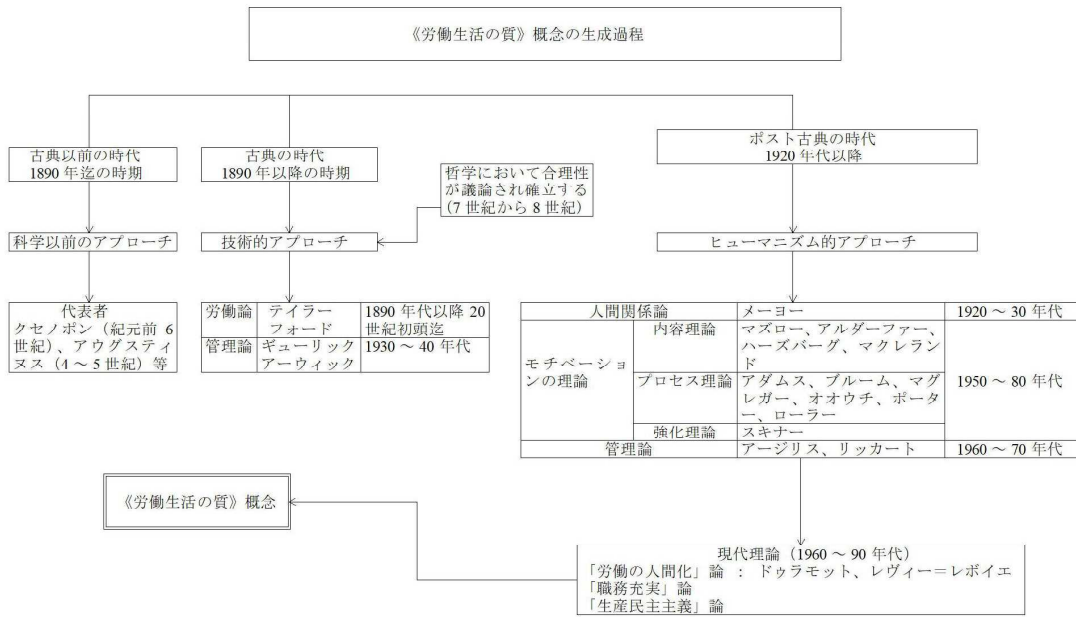 《労働生活の質》概念の生成過程
古典以前の時代
1890 年迄の時期
古典の時代
1890 年以降の時期
ポスト古典の時代
1920 年代以降
哲学において合理性
が議論され確立する
(7 世紀から 8 世紀)
科学以前のアプローチ
技術的アプローチ
ヒューマニズム的アプローチ
代表者
クセノボン(紀元前 6
世紀)、アウグスティ
ヌス(4 ~ 5 世紀)等
労働論
テイラー
フォード
1890 年代以降 20
世紀初頭迄
管理論
ギューリック
アーウィック
1930 ~ 40 年代
人間関係論
メーヨー
1920 ~ 30 年代
モチベーショ
ンの理論
内容理論
マズロー、アルダーファー、
ハーズバーグ、マクレラン
ド
プロセス理論
アダムス、ブルーム、マグ
レガー、オオウチ、ポータ
ー、ローラー
強化理論
スキナー
1950 ~ 80 年代
管理論
アージリス、リッカート
1960 ~ 70 年代
《労働生活の質》概念
現代理論(1960 ~ 90 年代)
「労働の人間化」論 : ドゥラモット、レヴィー=レボイエ
「職務充実」論
「生産民主主義」論